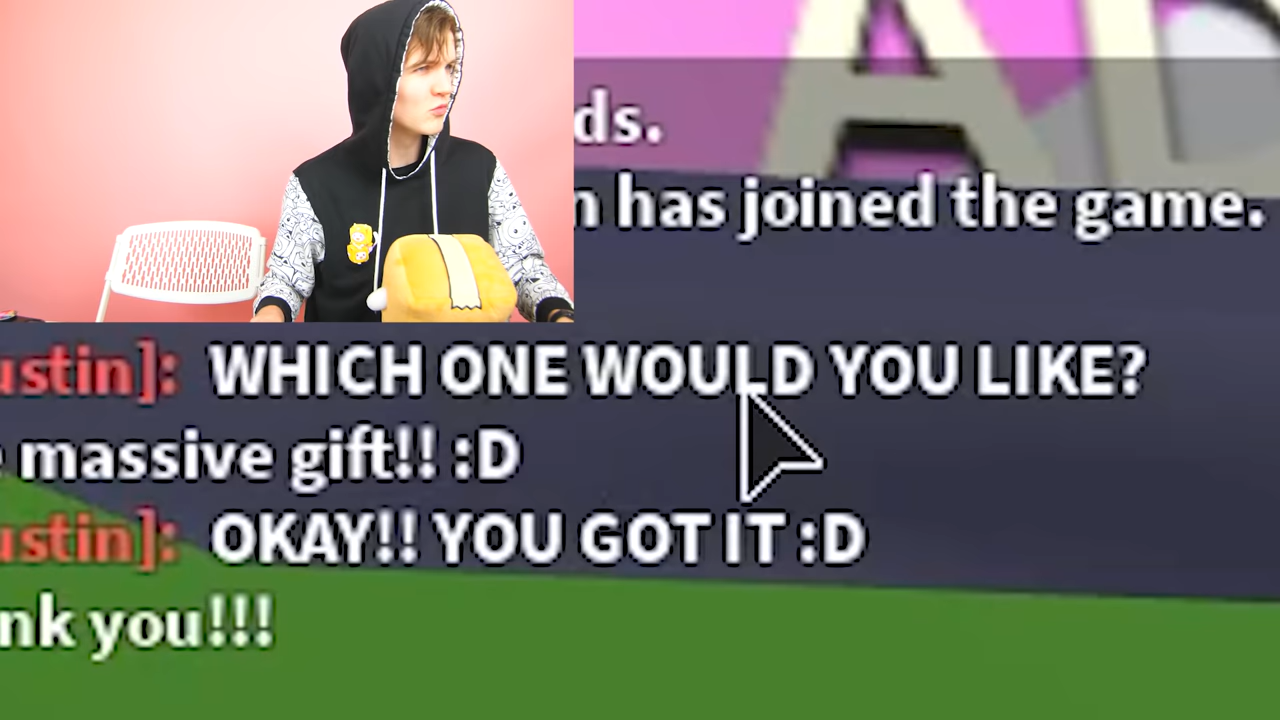 AD
ds.
n has joined the game.
ustin]: WHICH ONE WOULD YOU LIKE?
massive gift!! :D
ustin]: OKAY!! YOU GOT IT :D
nk you!!!